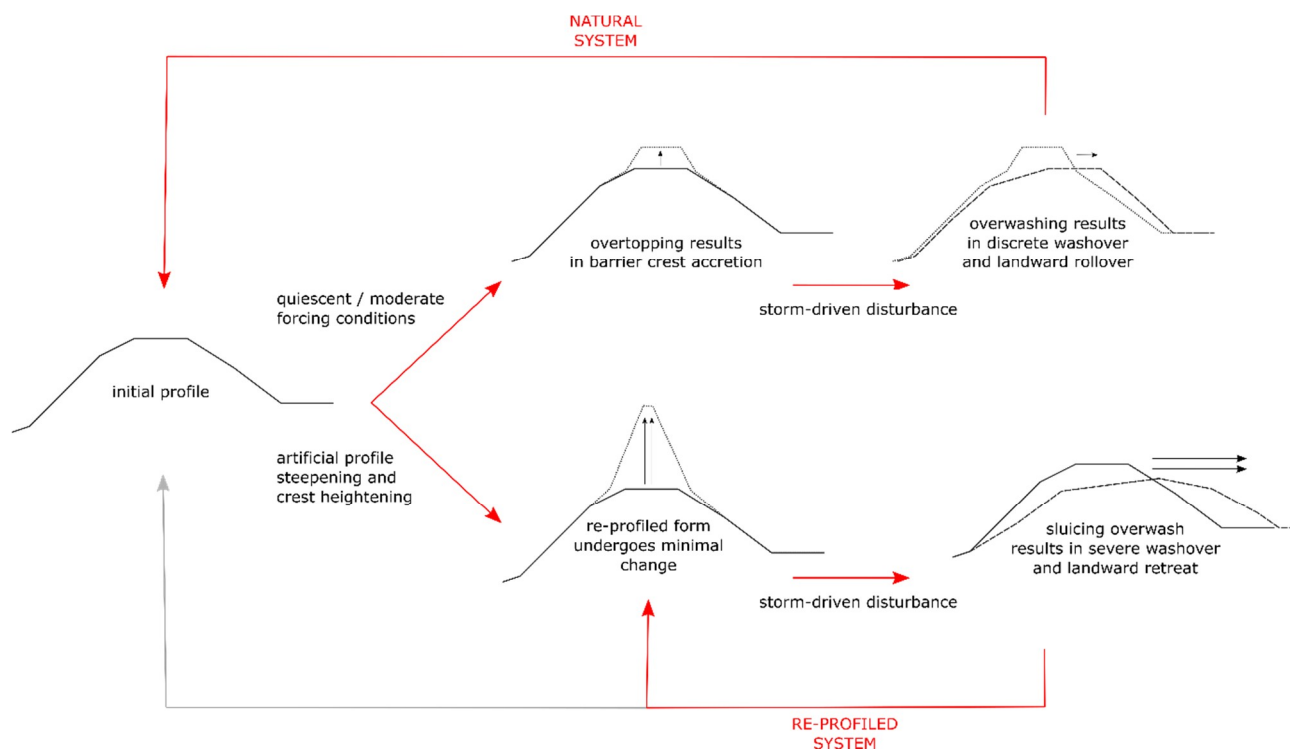 NATURAL
SYSTEM
overtopping results
in barrier crest accretion
overwashing results
in discrete washover
and landward rollover
quiescent / moderate
forcing conditions
storm-driven disturbance
initial profile
artificial profile
steepening and
crest heightening
re-profiled form
undergoes minimal
change
sluicing overwash
results in severe washover
and landward retreat
storm-driven disturbance
RE-PROFILED
SYSTEM